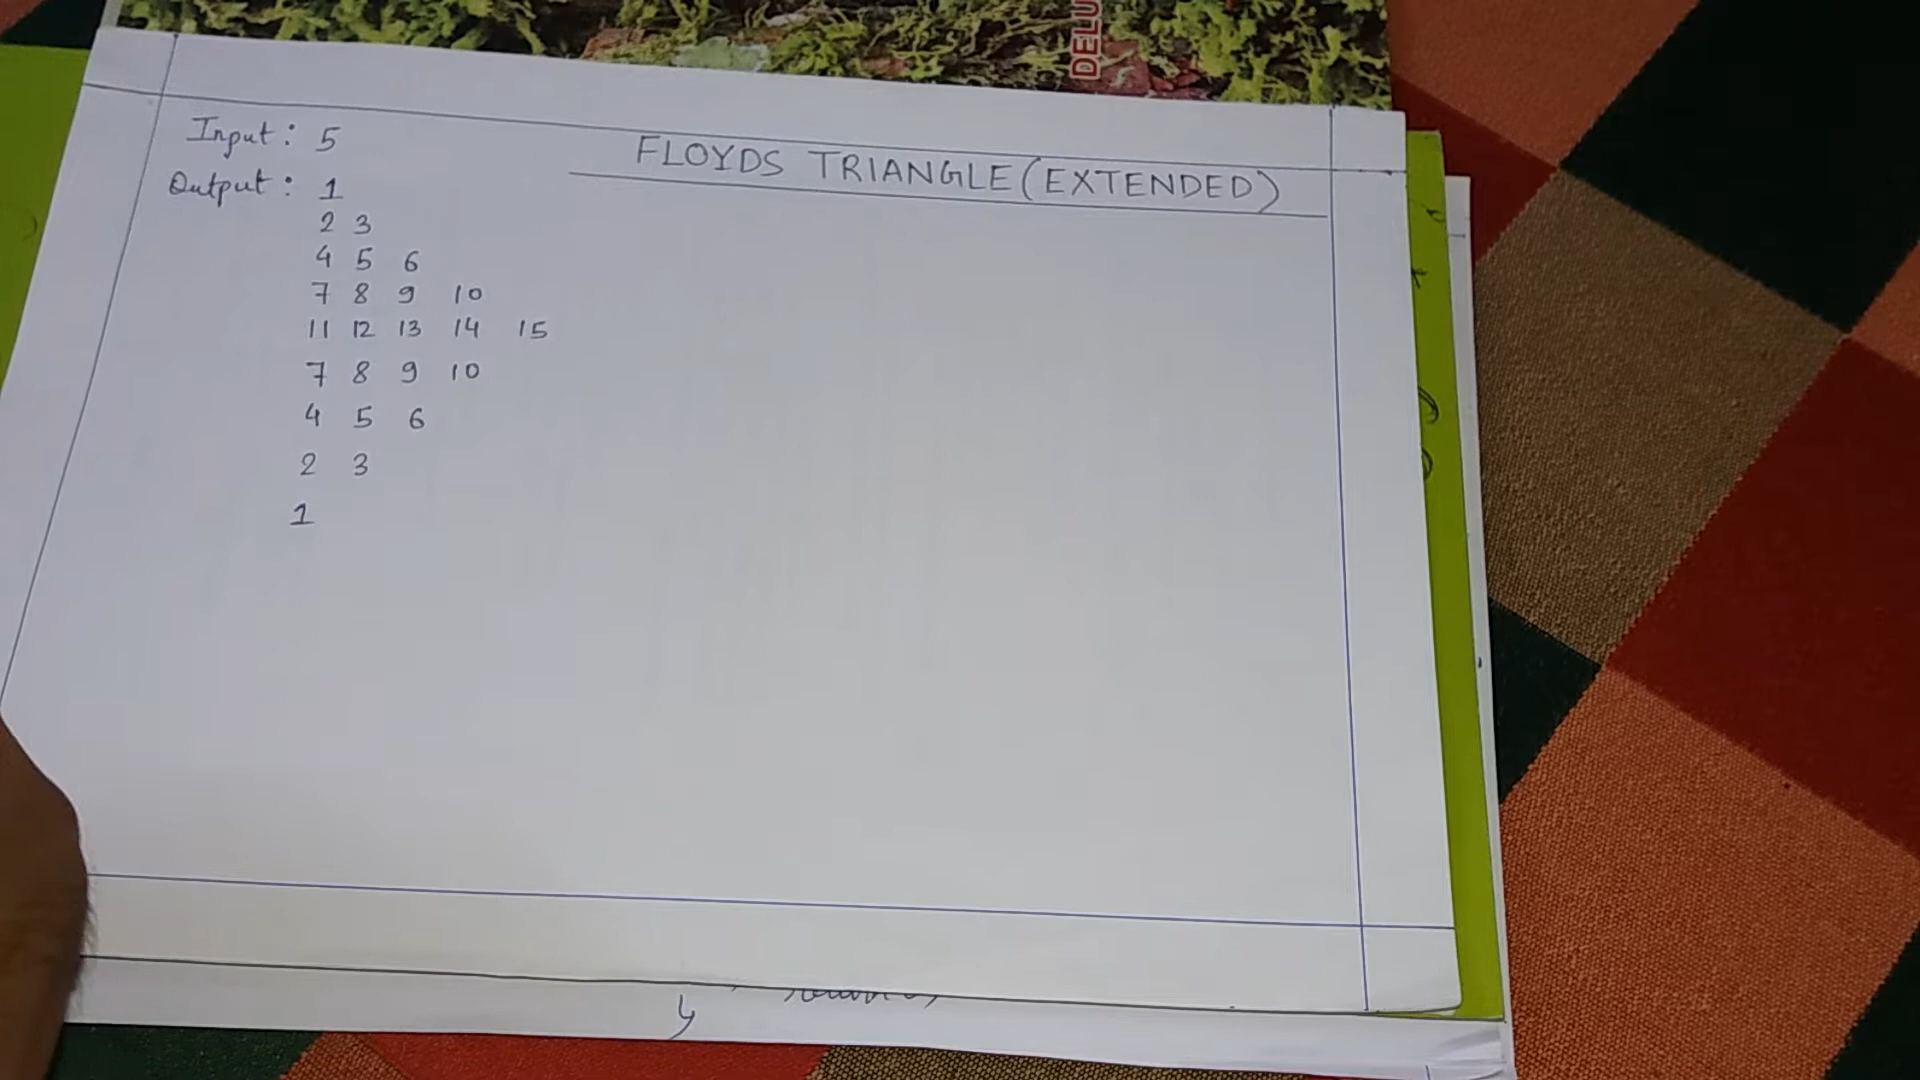 DELU
FLOYDS TRIANGLE (EXTENDED)
Input: 5
Output: 1
2 3
4 5 6
7 8 9 10
11 12 13 14 15
7 8 9 10
4 5 6
2 3
1
y